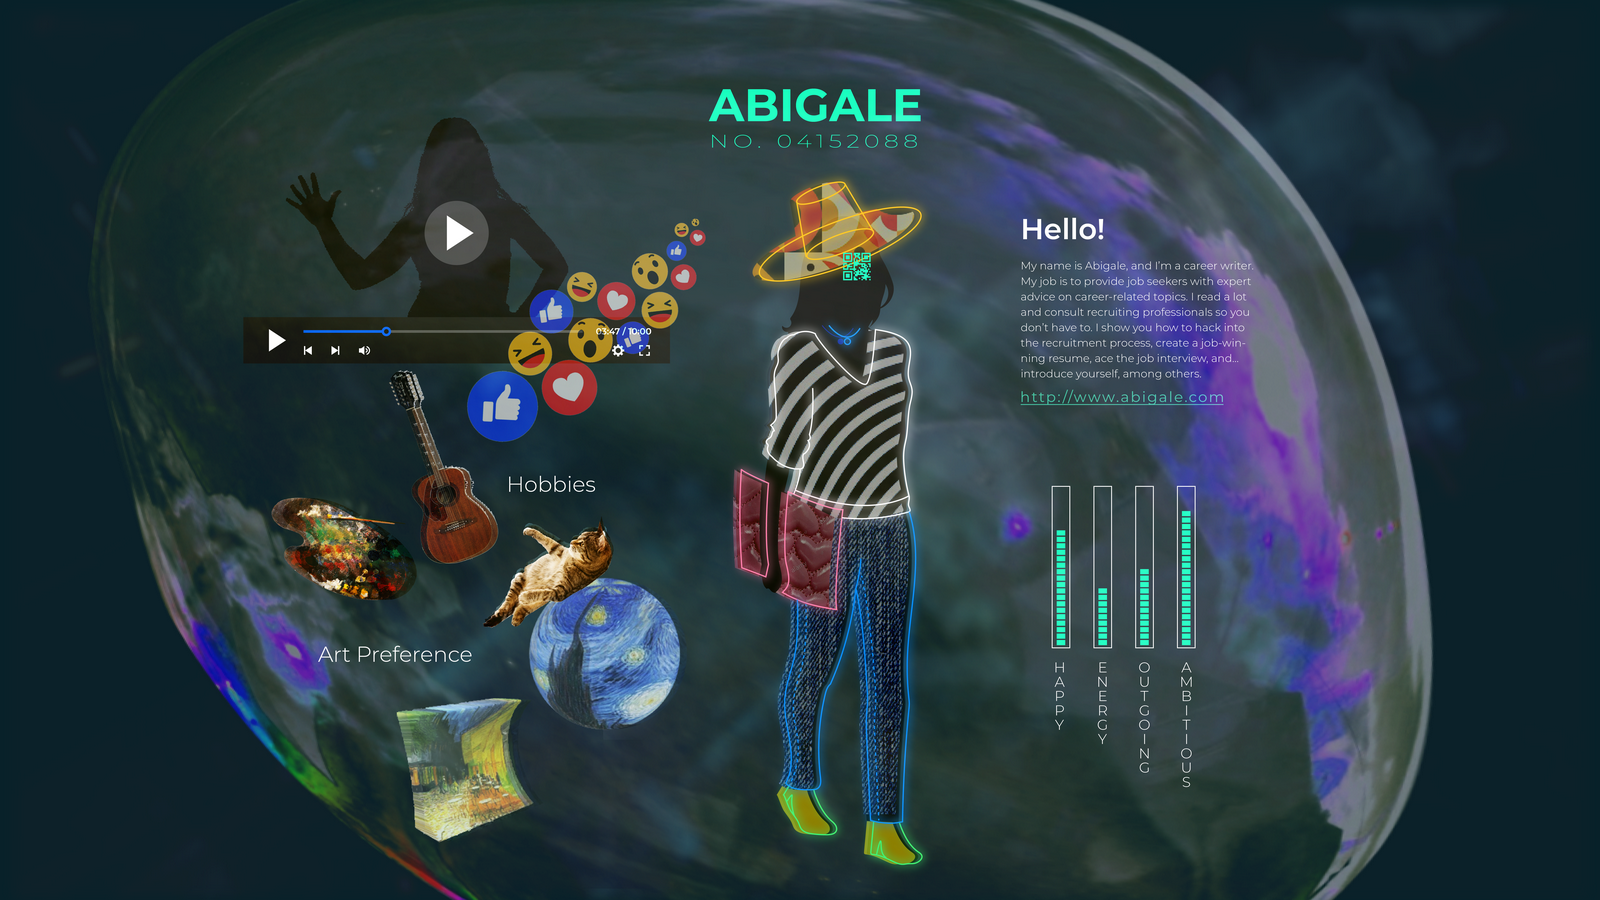 ABIGALE
NO. 04152088
Hello!
My name is Abigale, and I'm a career writer.
My job is to provide job seekers with expert
advice on career-related topics. I read a lot
and consult recruiting professionals so you
don't have to. I show you how to hack into
the recruitment process, create a job-win-
ning resume, ace the job interview, and...
introduce yourself, among others.
http://www.abigale.com
03:47 / 10:00
Hobbies
Art Preference
HAPPY
ENERGY
OUTGOING
AMBITIOUS